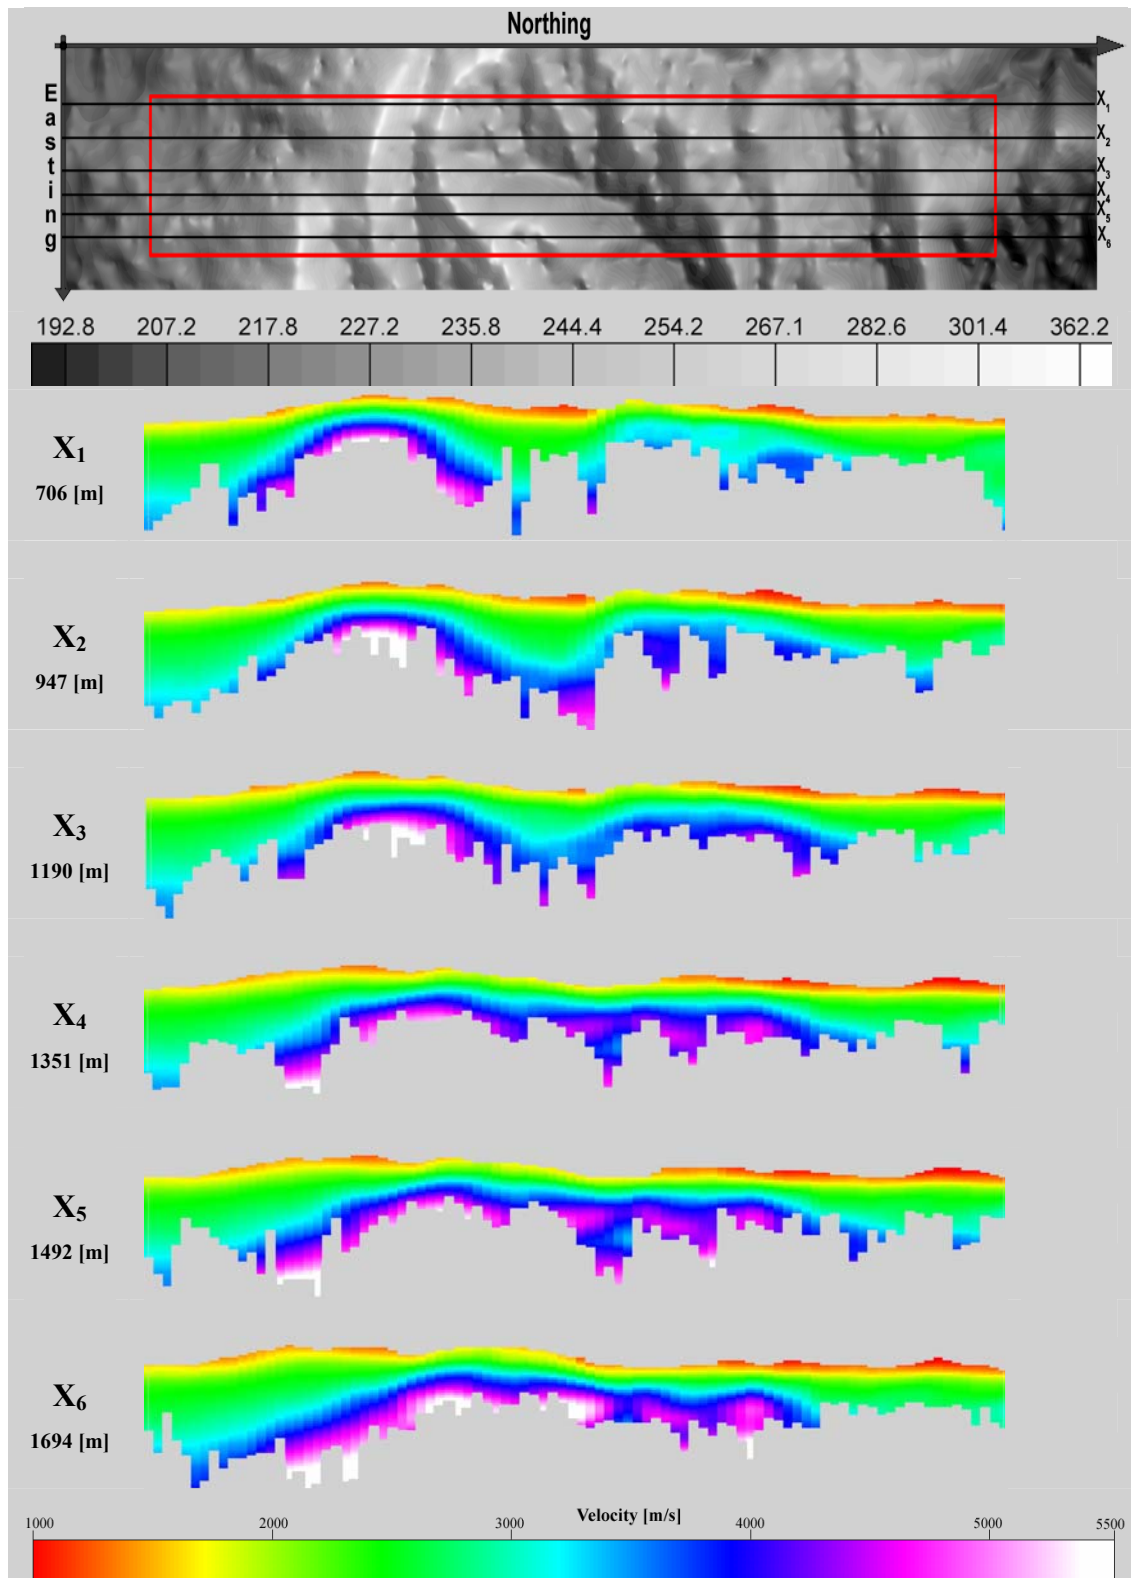 Northing
Easting
X1
X2
X3
X4
X5
X6
192.8 207.2 217.8 227.2 235.8 244.4 254.2 267.1 282.6 301.4 362.2
X1
706 [m]
X2
947 [m]
X3
1190 [m]
X4
1351 [m]
X5
1492 [m]
X6
1694 [m]
Velocity [m/s]
1000 2000 3000 4000 5000 5500